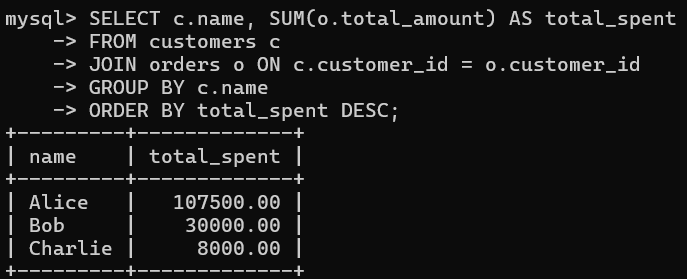 mysql> SELECT c.name, SUM(o.total_amount) AS total_spent
    -> FROM customers c
    -> JOIN orders o ON c.customer_id = o.customer_id
    -> GROUP BY c.name
    -> ORDER BY total_spent DESC;
+---------+-------------+
| name    | total_spent |
+---------+-------------+
| Alice   |   107500.00 |
| Bob     |    30000.00 |
| Charlie |     8000.00 |
+---------+-------------+